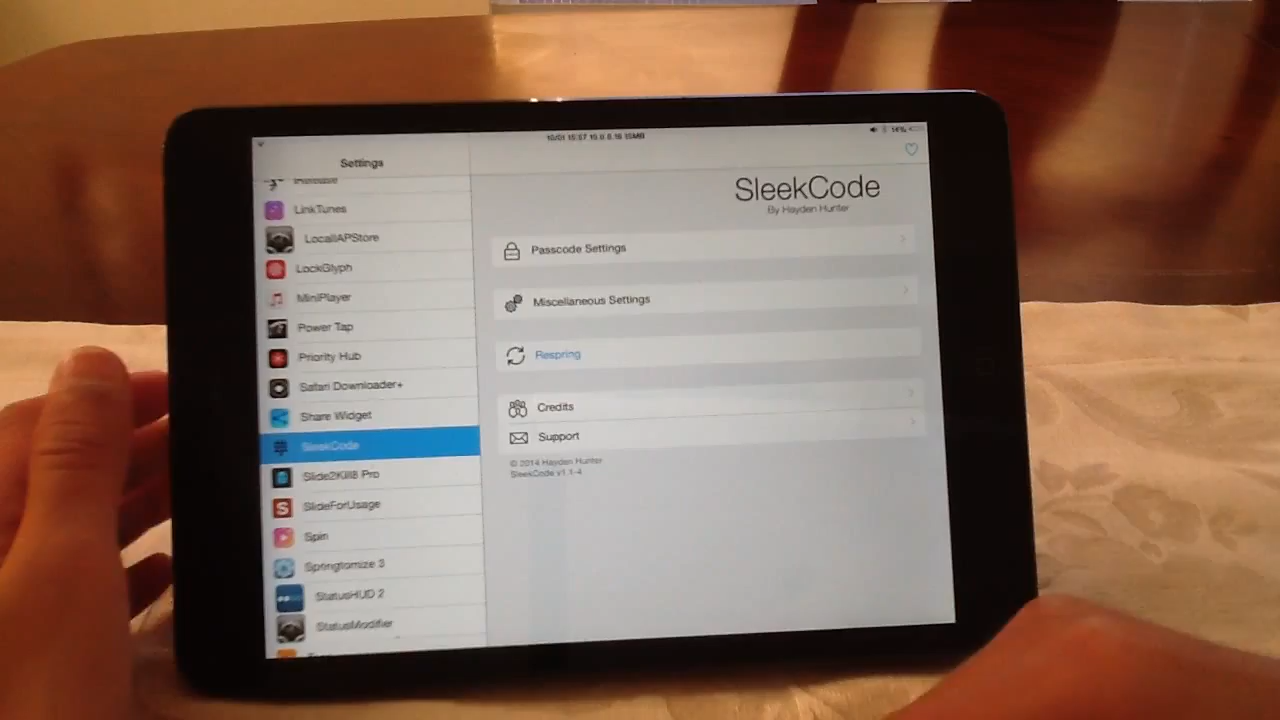 14%
Settings
LinkTunes
LocalIAPStore
LockGlyph
MiniPlayer
Power Tap
Priority Hub
Safari Downloader+
Share Widget
SleekCode
Slide2Kill8 Pro
SlideForUsage
Spin
Springtomize 3
StatusHUD 2
StatusModifier
SleekCode
By Hayden Hunter
Passcode Settings
Miscellaneous Settings
Respring
Credits
Support
© 2014 Hayden Hunter
SleekCode v1.1-4